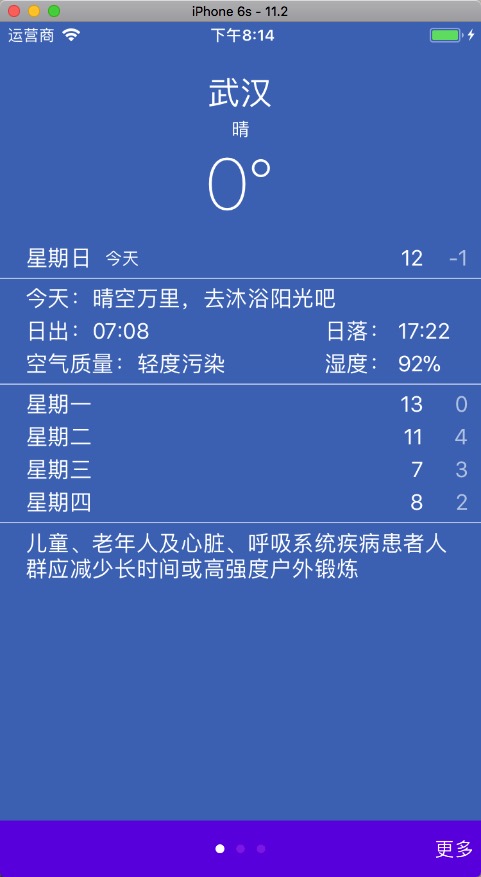 iPhone 6s - 11.2
运营商 下午8:14
武汉
晴
0°
星期日 今天 12 -1
今天：晴空万里，去沐浴阳光吧
日出：07:08 日落： 17:22
空气质量：轻度污染 湿度： 92%
星期一 13 0
星期二 11 4
星期三 7 3
星期四 8 2
儿童、老年人及心脏、呼吸系统疾病患者人
群应减少长时间或高强度户外锻炼
更多